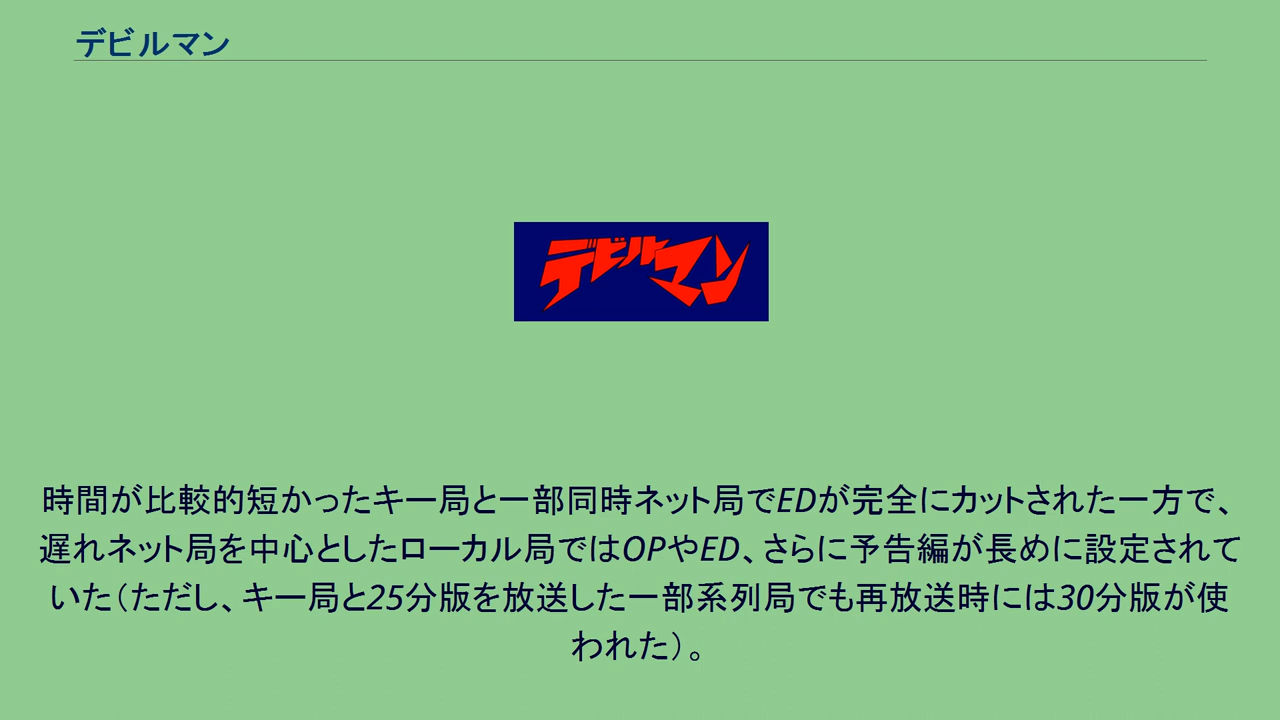 デビルマン
デビルマン
時間が比較的短かったキー局と一部同時ネット局でEDが完全にカットされた一方で、
遅れネット局を中心としたローカル局ではOPやED、さらに予告編が長めに設定されて
いた（ただし、キー局と25分版を放送した一部系列局でも再放送時には30分版が使
われた）。